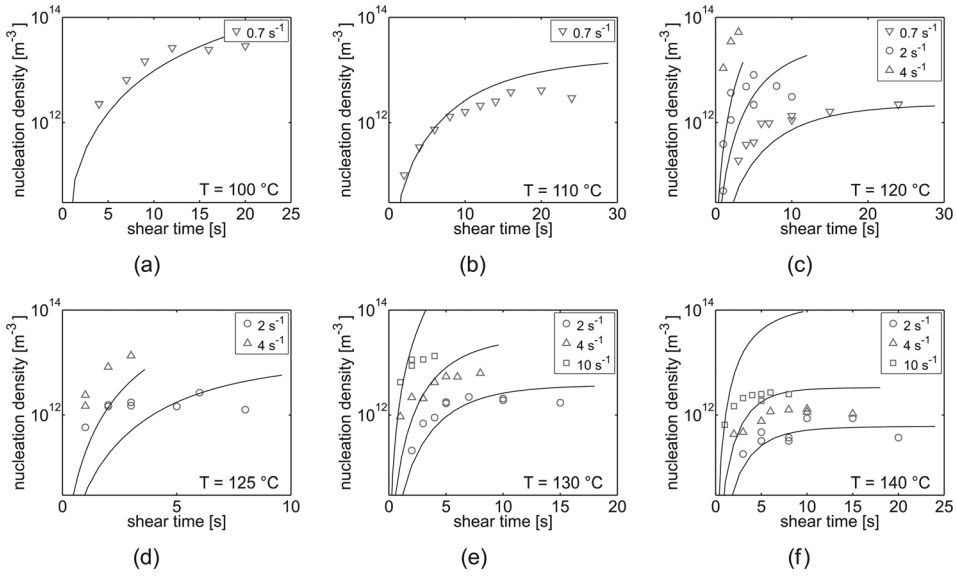 10^14
10^12
nucleation density [m^-3]
0.7 s^-1
T = 100 °C
0 5 10 15 20 25
shear time [s]
(a)
10^14
10^12
nucleation density [m^-3]
0.7 s^-1
T = 110 °C
0 10 20 30
shear time [s]
(b)
10^14
10^12
nucleation density [m^-3]
0.7 s^-1
2 s^-1
4 s^-1
T = 120 °C
0 10 20 30
shear time [s]
(c)
10^14
10^12
nucleation density [m^-3]
2 s^-1
4 s^-1
T = 125 °C
0 5 10
shear time [s]
(d)
10^14
10^12
nucleation density [m^-3]
2 s^-1
4 s^-1
10 s^-1
T = 130 °C
0 5 10 15 20
shear time [s]
(e)
10^14
10^12
nucleation density [m^-3]
2 s^-1
4 s^-1
10 s^-1
T = 140 °C
0 5 10 15 20 25
shear time [s]
(f)